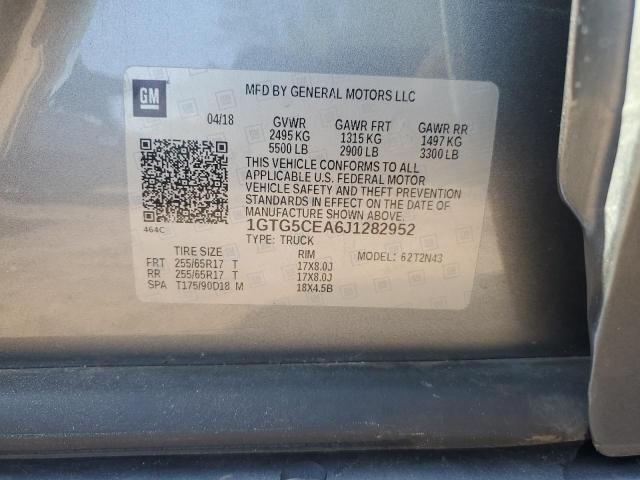 GM
MFD BY GENERAL MOTORS LLC
04/18 GVWR GAWR FRT GAWR RR
2495 KG 1315 KG 1497 KG
5500 LB 2900 LB 3300 LB
THIS VEHICLE CONFORMS TO ALL
APPLICABLE U.S. FEDERAL MOTOR
VEHICLE SAFETY AND THEFT PREVENTION
STANDARDS IN EFFECT ON THE DATE OF
MANUFACTURE SHOWN ABOVE.
464C 1GTG5CEA6J1282952
TYPE: TRUCK
TIRE SIZE RIM MODEL: 62T2N43
FRT 255/65R17 T 17X8.0J
RR 255/65R17 T 17X8.0J
SPA T175/90D18 M 18X4.5B